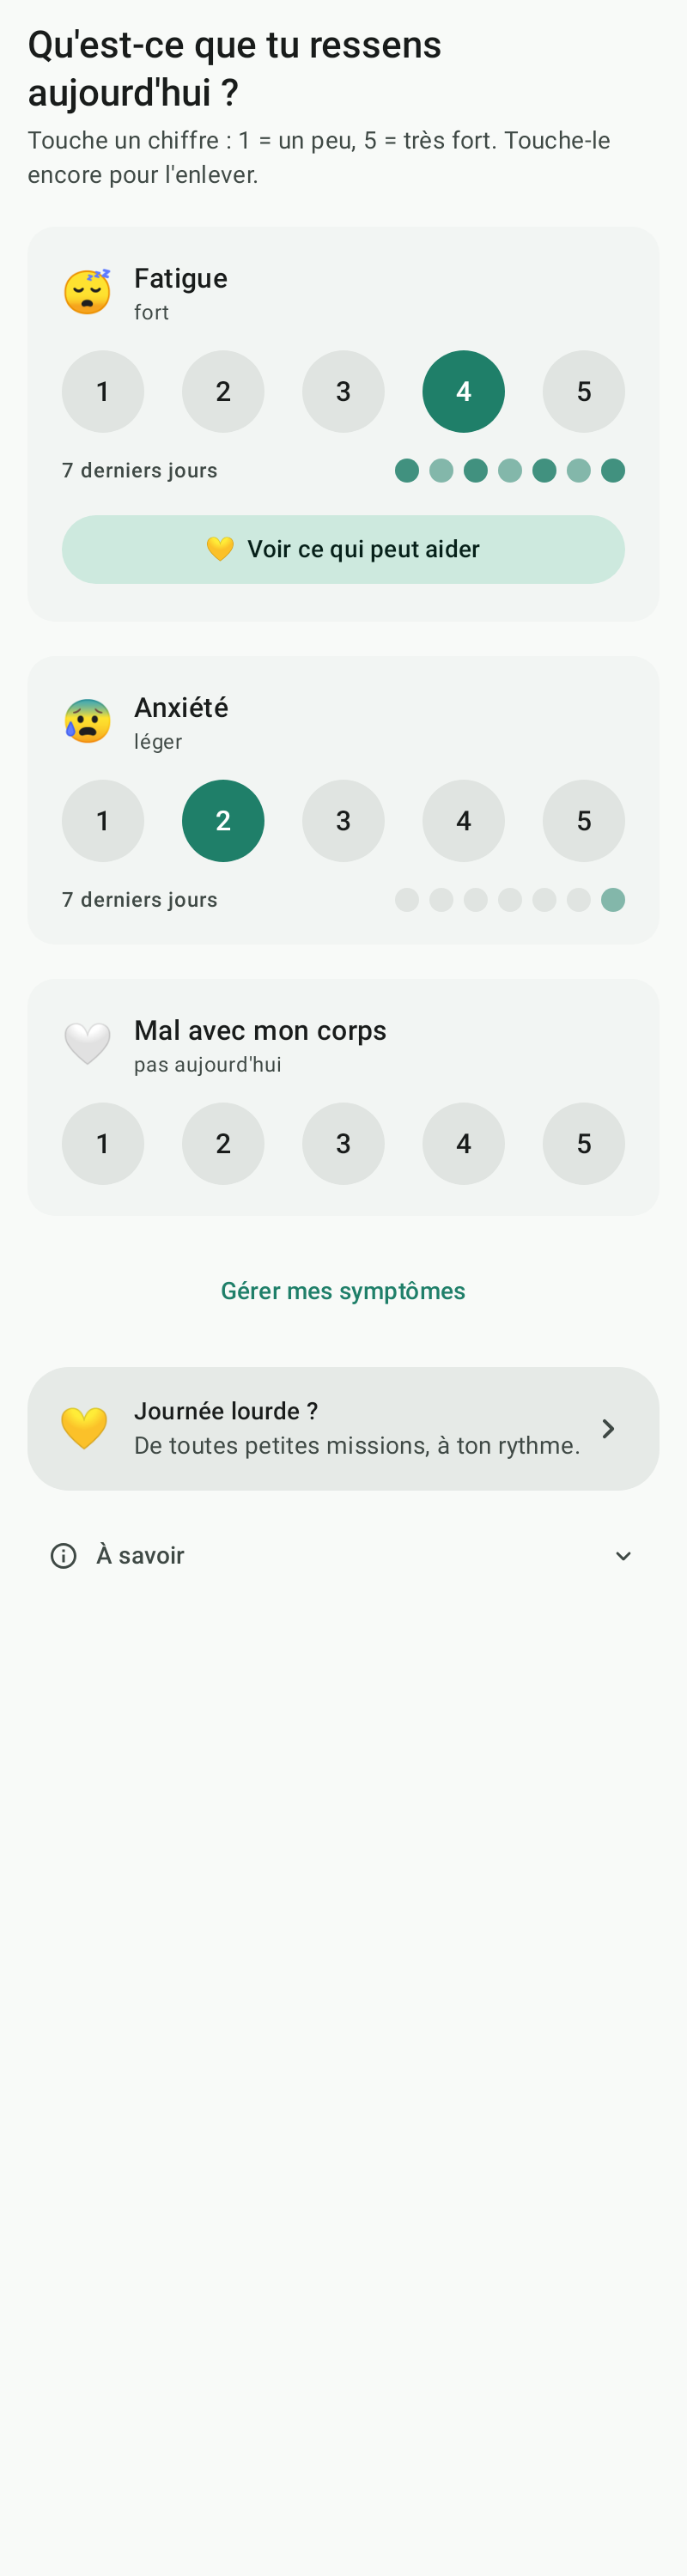 Qu'est-ce que tu ressens
aujourd'hui ?
Touche un chiffre : 1 = un peu, 5 = très fort. Touche-le
encore pour l'enlever.
Fatigue
fort
1 2 3 4 5
7 derniers jours
Voir ce qui peut aider
Anxiété
léger
1 2 3 4 5
7 derniers jours
Mal avec mon corps
pas aujourd'hui
1 2 3 4 5
Gérer mes symptômes
Journée lourde ?
De toutes petites missions, à ton rythme.
À savoir